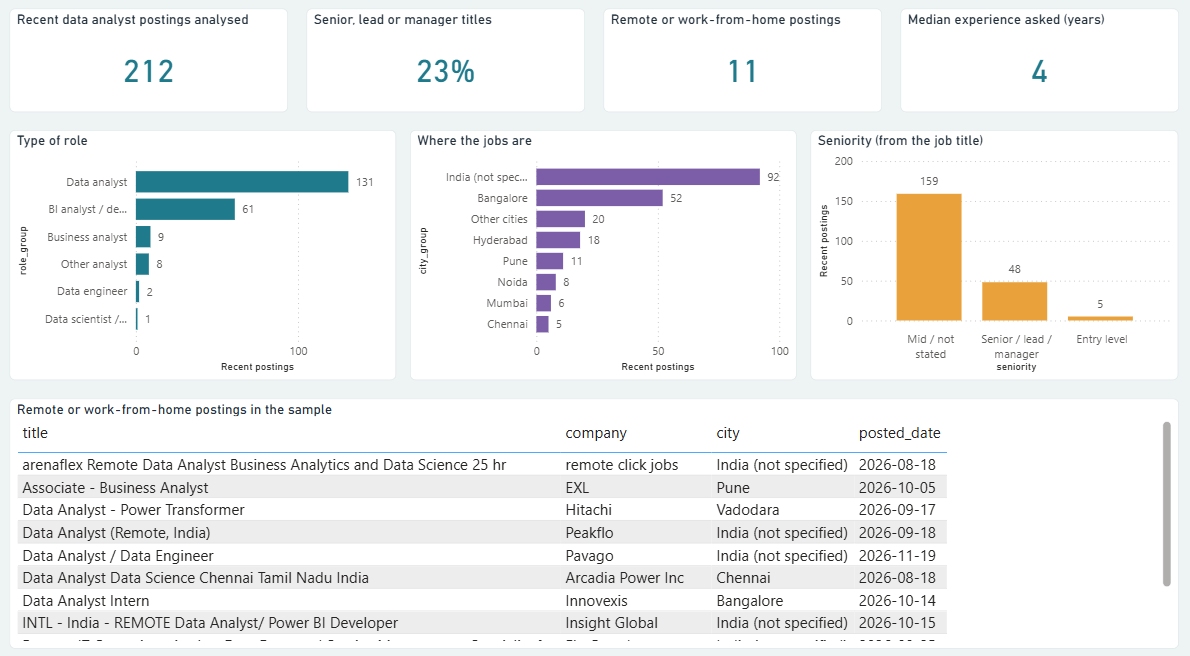 Recent data analyst postings analysed
212
Senior, lead or manager titles
23%
Remote or work-from-home postings
11
Median experience asked (years)
4
Type of role
role_group
Data analyst 131
BI analyst / de... 61
Business analyst 9
Other analyst 8
Data engineer 2
Data scientist /... 1
0 100
Recent postings
Where the jobs are
city_group
India (not spec... 92
Bangalore 52
Other cities 20
Hyderabad 18
Pune 11
Noida 8
Mumbai 6
Chennai 5
0 50 100
Recent postings
Seniority (from the job title)
Recent postings
200
150
100
50
0
159
48
5
Mid / not stated
Senior / lead / manager
Entry level
seniority
Remote or work-from-home postings in the sample
title company city posted_date
arenaflex Remote Data Analyst Business Analytics and Data Science 25 hr remote click jobs India (not specified) 2026-08-18
Associate - Business Analyst EXL Pune 2026-10-05
Data Analyst - Power Transformer Hitachi Vadodara 2026-09-17
Data Analyst (Remote, India) Peakflo India (not specified) 2026-09-18
Data Analyst / Data Engineer Pavago India (not specified) 2026-11-19
Data Analyst Data Science Chennai Tamil Nadu India Arcadia Power Inc Chennai 2026-08-18
Data Analyst Intern Innovexis Bangalore 2026-10-14
INTL - India - REMOTE Data Analyst/ Power BI Developer Insight Global India (not specified) 2026-10-15